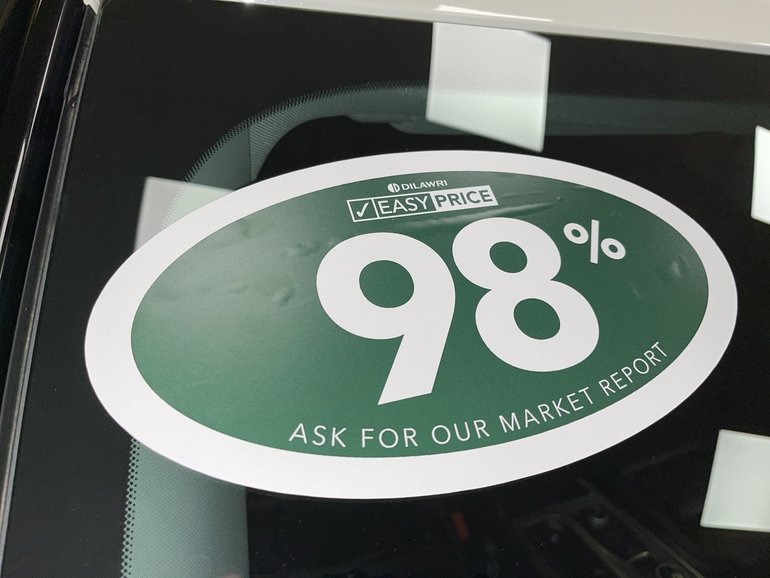 DILAWRI
✓ EASY PRICE
98%
ASK FOR OUR MARKET REPORT